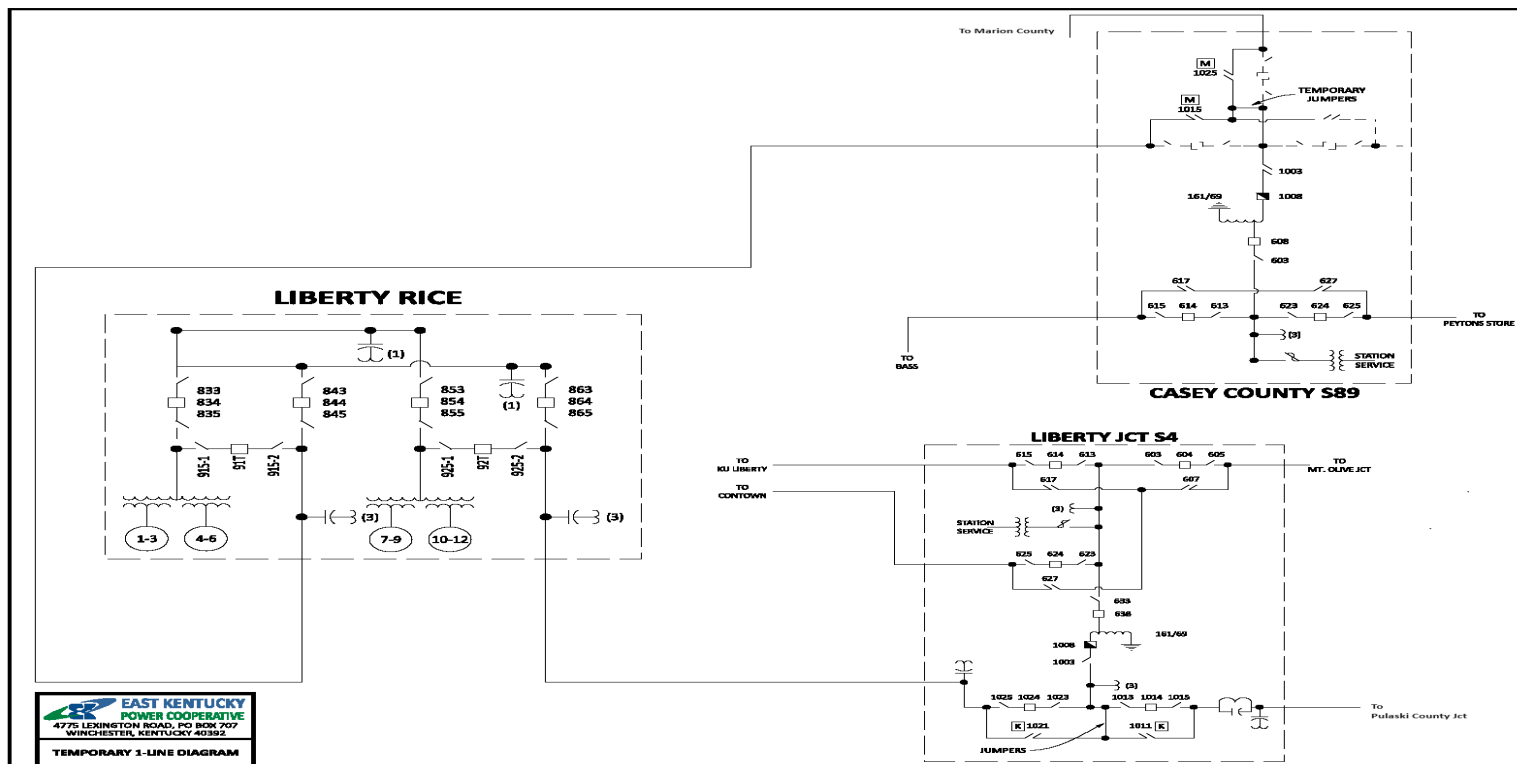 To Marion County
M
1025
TEMPORARY
JUMPERS
M
1015
1003
161/69
1008
608
603
617
627
615 614 613
623 624 625
TO
PEYTONS STORE
TO
BASS
(3)
STATION
SERVICE
CASEY COUNTY S89
LIBERTY RICE
(1)
(1)
833
834
835
843
844
845
853
854
855
863
864
865
915-1
91T
915-2
925-1
92T
925-2
(3)
(3)
1-3
4-6
7-9
10-12
LIBERTY JCT S4
TO
KU LIBERTY
615 614 613
603 604 605
TO
MT. OLIVE JCT
TO
CONTOWN
617
607
(3)
STATION
SERVICE
625 624 623
627
633
638
161/69
1008
1003
(3)
1025 1024 1023
1013 1014 1015
K 1021
1011 K
JUMPERS
To
Pulaski County Jct
EAST KENTUCKY
POWER COOPERATIVE
4775 LEXINGTON ROAD, PO BOX 707
WINCHESTER, KENTUCKY 40392
TEMPORARY 1-LINE DIAGRAM